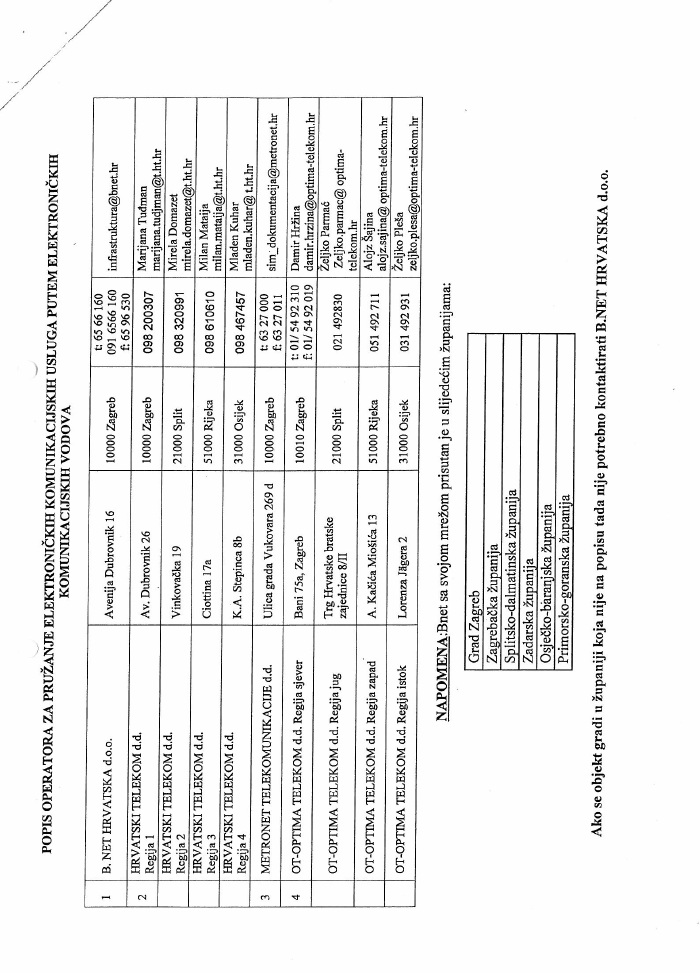 POPIS OPERATORA ZA PRUŽANJE ELEKTRONIČKIH KOMUNIKACIJSKIH USLUGA PUTEM ELEKTRONIČKIH
KOMUNIKACIJSKIH VODOVA
1 B. NET HRVATSKA d.o.o. Avenija Dubrovnik 16 10000 Zagreb t: 65 66 160 infrastruktura@bnet.hr
091 6566 160
f: 65 96 530
2 HRVATSKI TELEKOM d.d. Av. Dubrovnik 26 10000 Zagreb 098 200307 Marijana Tuđman
Regija 1 marijana.tudjman@t.ht.hr
HRVATSKI TELEKOM d.d. Vinkovačka 19 21000 Split 098 320991 Mirela Domazet
Regija 2 mirela.domazet@t.ht.hr
HRVATSKI TELEKOM d.d. Ciottina 17a 51000 Rijeka 098 610610 Milan Mataija
Regija 3 milan.mataija@t.ht.hr
HRVATSKI TELEKOM d.d. K.A. Stepinca 8b 31000 Osijek 098 467457 Mladen Kuhar
Regija 4 mladen.kuhar@ t.ht.hr
3 METRONET TELEKOMUNIKACIJE d.d. Ulica grada Vukovara 269 d 10000 Zagreb t: 63 27 000 sim_dokumentacija@metronet.hr
f: 63 27 011
4 OT-OPTIMA TELEKOM d.d. Regija sjever Bani 75a, Zagreb 10010 Zagreb t: 01/ 54 92 310 Damir Hržina
f: 01/ 54 92 019 damir.hrzina@optima-telekom.hr
OT-OPTIMA TELEKOM d.d. Regija jug Trg Hrvatske bratske 21000 Split 021 492830 Željko Parmać
zajednice 8/II Zeljko.parmac@ optima-
telekom.hr
OT-OPTIMA TELEKOM d.d. Regija zapad A. Kačića Miošića 13 51000 Rijeka 051 492 711 Alojz Šajina
alojz.sajina@ optima-telekom.hr
OT-OPTIMA TELEKOM d.d. Regija istok Lorenza Jägera 2 31000 Osijek 031 492 931 Željko Pleša
zeljko.plesa@optima-telekom.hr
NAPOMENA:Bnet sa svojom mrežom prisutan je u slijedećim županijama:
Grad Zagreb
Zagrebačka županija
Splitsko-dalmatinska županija
Zadarska županija
Osječko-baranjska županija
Primorsko-goranska županija
Ako se objekt gradi u županiji koja nije na popisu tada nije potrebno kontaktirati B.NET HRVATSKA d.o.o.